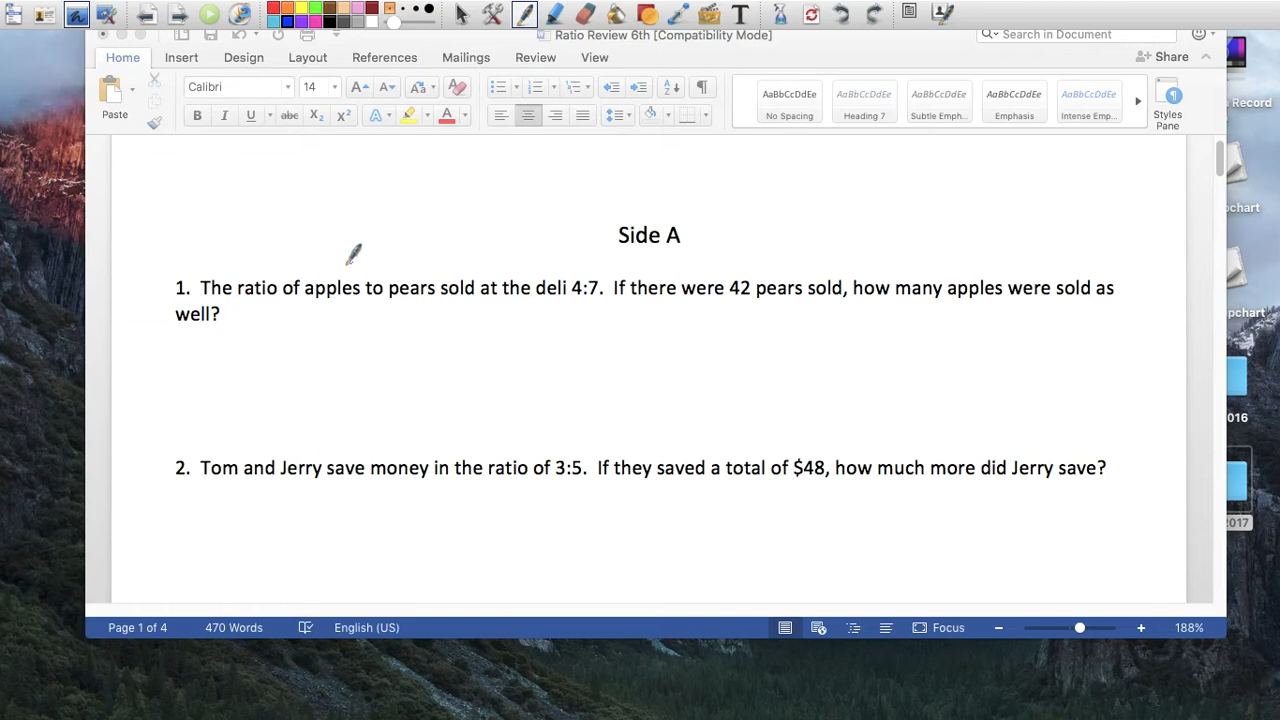 Ratio Review 6th [Compatibility Mode]
Search in Document
Home Insert Design Layout References Mailings Review View
Share
Calibri 14
Paste
AaBbCcDdEe AaBbCcDdEe AaBbCcDdEe AaBbCcDdEe AaBbCcDdEe
No Spacing Heading 7 Subtle Emph... Emphasis Intense Emp...
Styles Pane
Record
Side A
1. The ratio of apples to pears sold at the deli 4:7. If there were 42 pears sold, how many apples were sold as
well?
2. Tom and Jerry save money in the ratio of 3:5. If they saved a total of $48, how much more did Jerry save?
Page 1 of 4 470 Words English (US) Focus 188%
2017